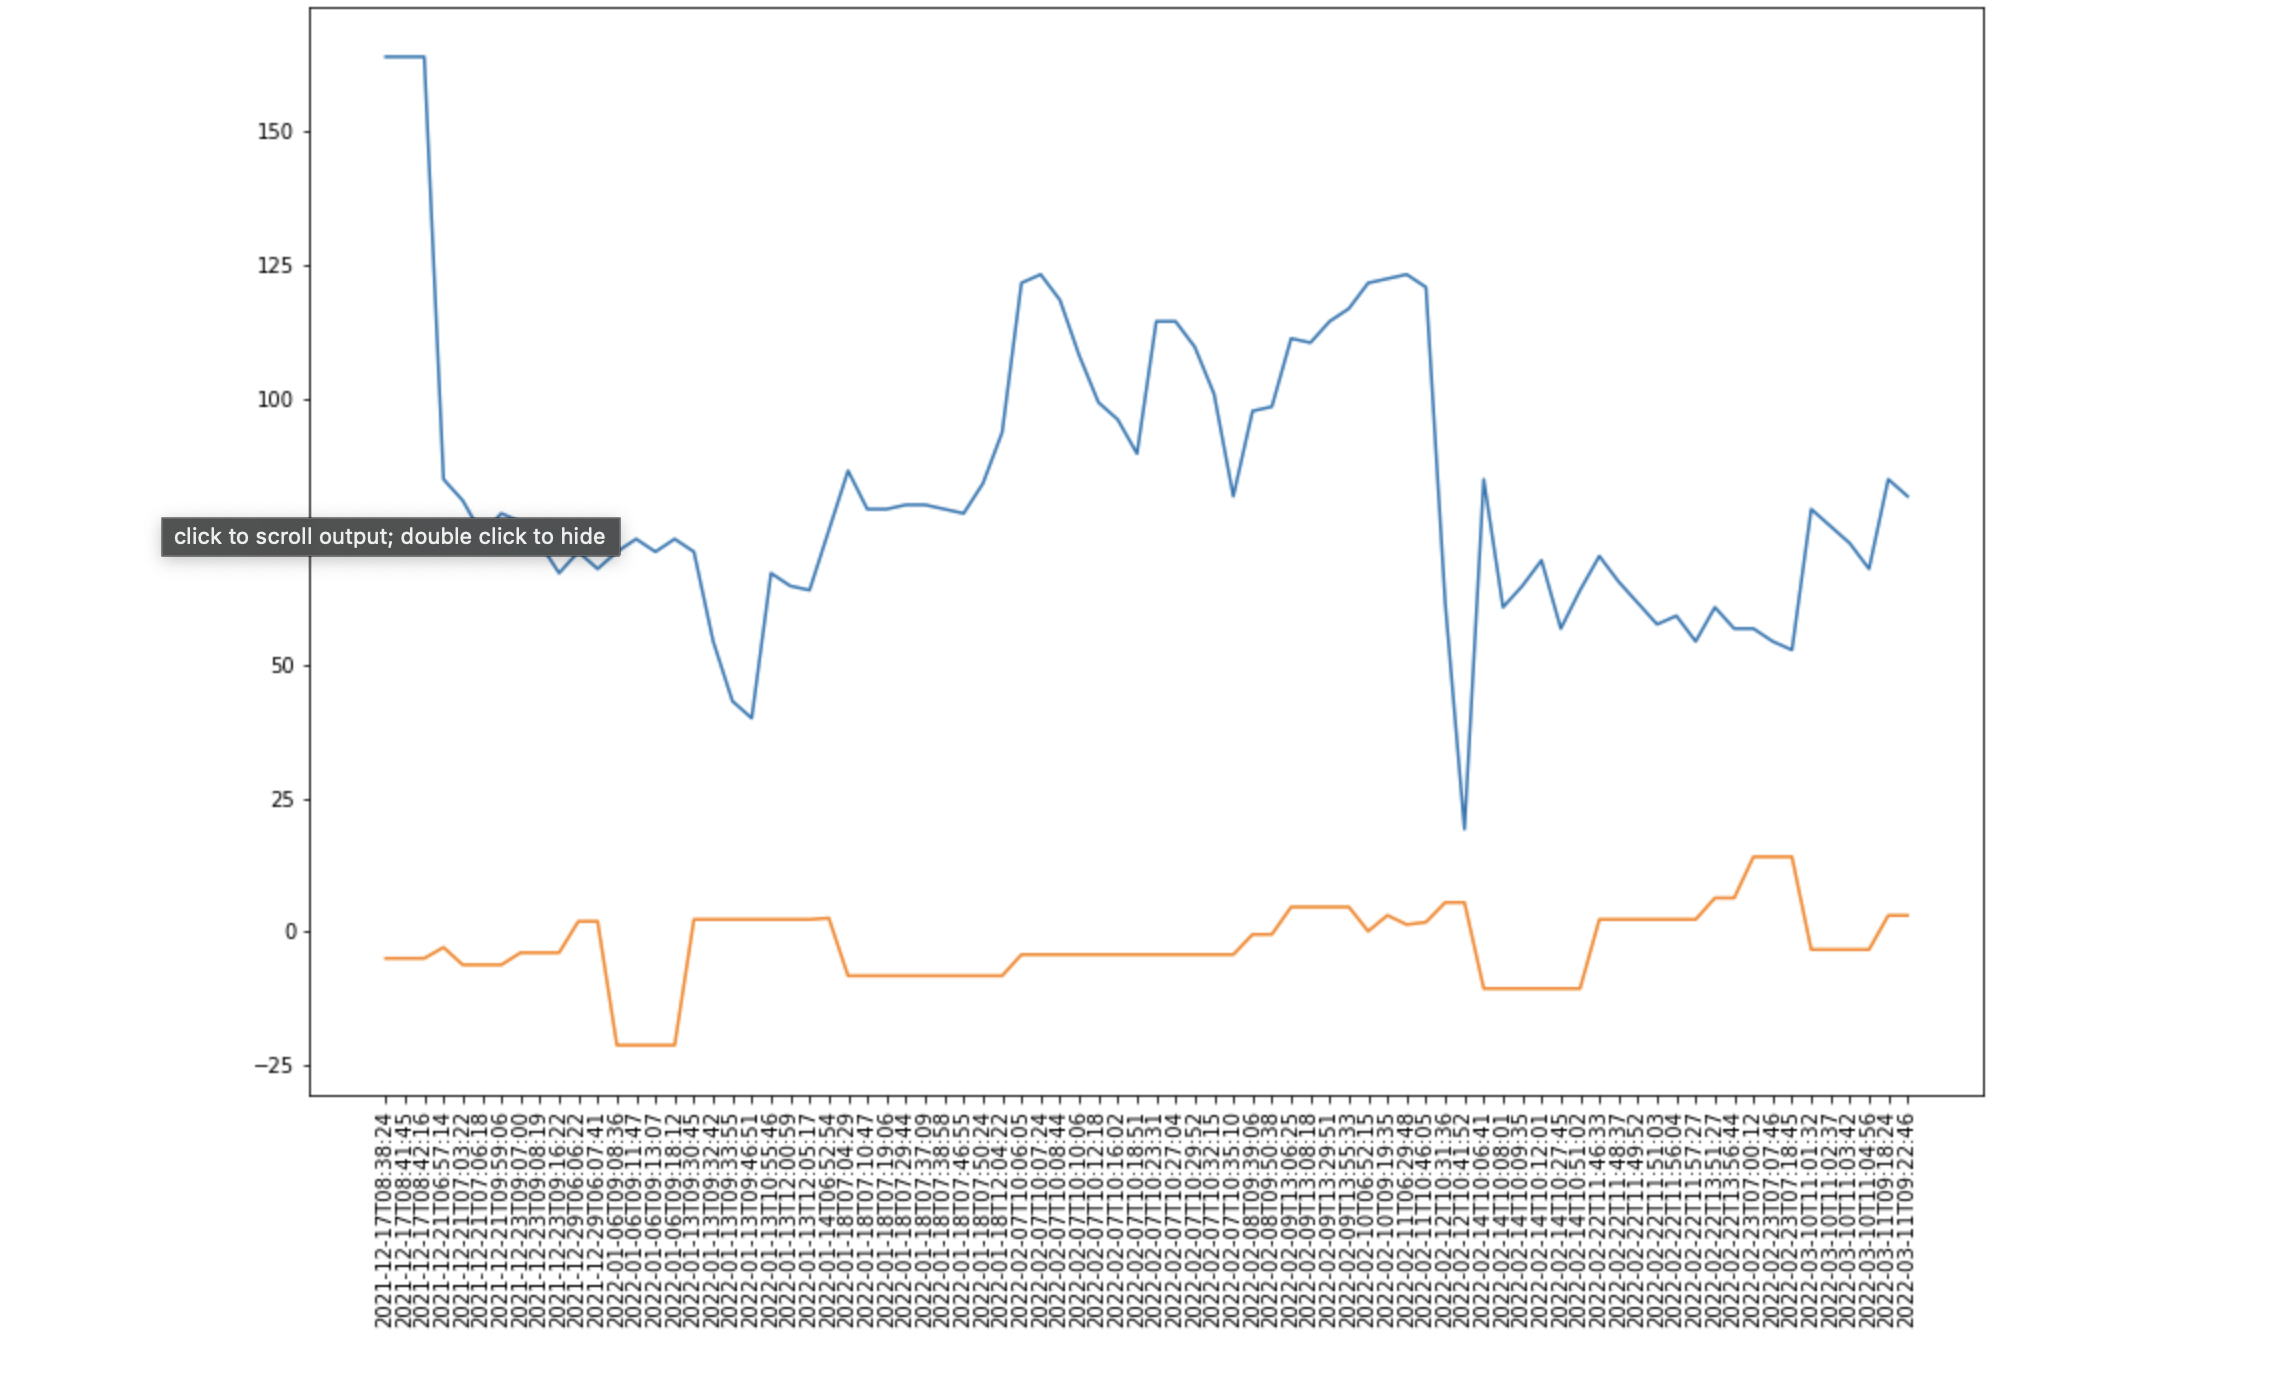 150
125
100
click to scroll output; double click to hide
50
25
0
−25
2021-12-17T08:38:24
2021-12-17T08:41:45
2021-12-17T08:42:16
2021-12-21T06:57:14
2021-12-21T07:03:22
2021-12-21T07:06:18
2021-12-21T09:59:06
2021-12-23T09:07:00
2021-12-23T09:08:19
2021-12-23T09:16:22
2021-12-29T06:06:22
2021-12-29T06:07:41
2022-01-06T09:08:36
2022-01-06T09:11:47
2022-01-06T09:13:07
2022-01-06T09:18:12
2022-01-13T09:30:45
2022-01-13T09:32:42
2022-01-13T09:33:55
2022-01-13T09:46:51
2022-01-13T10:55:46
2022-01-13T12:00:59
2022-01-13T12:05:17
2022-01-14T06:52:54
2022-01-18T07:04:29
2022-01-18T07:10:47
2022-01-18T07:19:06
2022-01-18T07:29:44
2022-01-18T07:37:09
2022-01-18T07:38:58
2022-01-18T07:46:55
2022-01-18T07:50:24
2022-01-18T12:04:22
2022-02-07T10:06:05
2022-02-07T10:07:24
2022-02-07T10:08:44
2022-02-07T10:10:06
2022-02-07T10:12:18
2022-02-07T10:16:02
2022-02-07T10:18:51
2022-02-07T10:23:31
2022-02-07T10:27:04
2022-02-07T10:29:52
2022-02-07T10:32:15
2022-02-07T10:35:10
2022-02-08T09:39:06
2022-02-08T09:50:38
2022-02-09T13:06:25
2022-02-09T13:08:18
2022-02-09T13:29:51
2022-02-09T13:55:33
2022-02-10T06:52:15
2022-02-10T09:19:35
2022-02-11T06:29:48
2022-02-11T10:46:05
2022-02-12T10:31:36
2022-02-12T10:41:52
2022-02-14T10:06:41
2022-02-14T10:08:01
2022-02-14T10:09:35
2022-02-14T10:12:01
2022-02-14T10:27:45
2022-02-14T10:51:02
2022-02-22T11:46:33
2022-02-22T11:48:37
2022-02-22T11:49:52
2022-02-22T11:51:03
2022-02-22T11:56:04
2022-02-22T11:57:27
2022-02-22T13:51:27
2022-02-22T13:56:44
2022-02-23T07:00:12
2022-02-23T07:07:46
2022-02-23T07:18:45
2022-03-10T11:01:32
2022-03-10T11:02:37
2022-03-10T11:03:42
2022-03-10T11:04:56
2022-03-11T09:18:24
2022-03-11T09:22:46